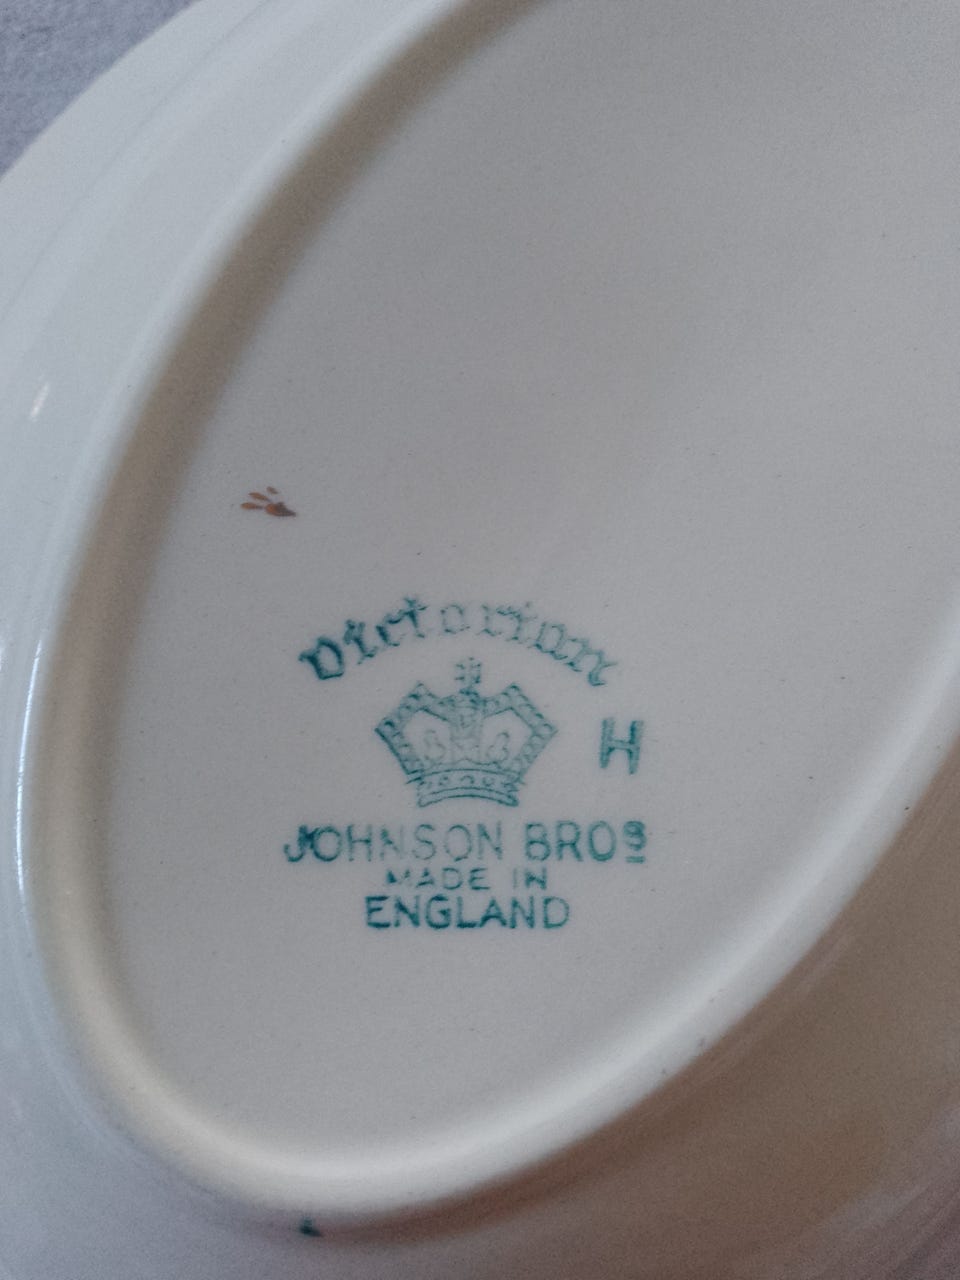 Victorian
H
JOHNSON BROS
MADE IN
ENGLAND